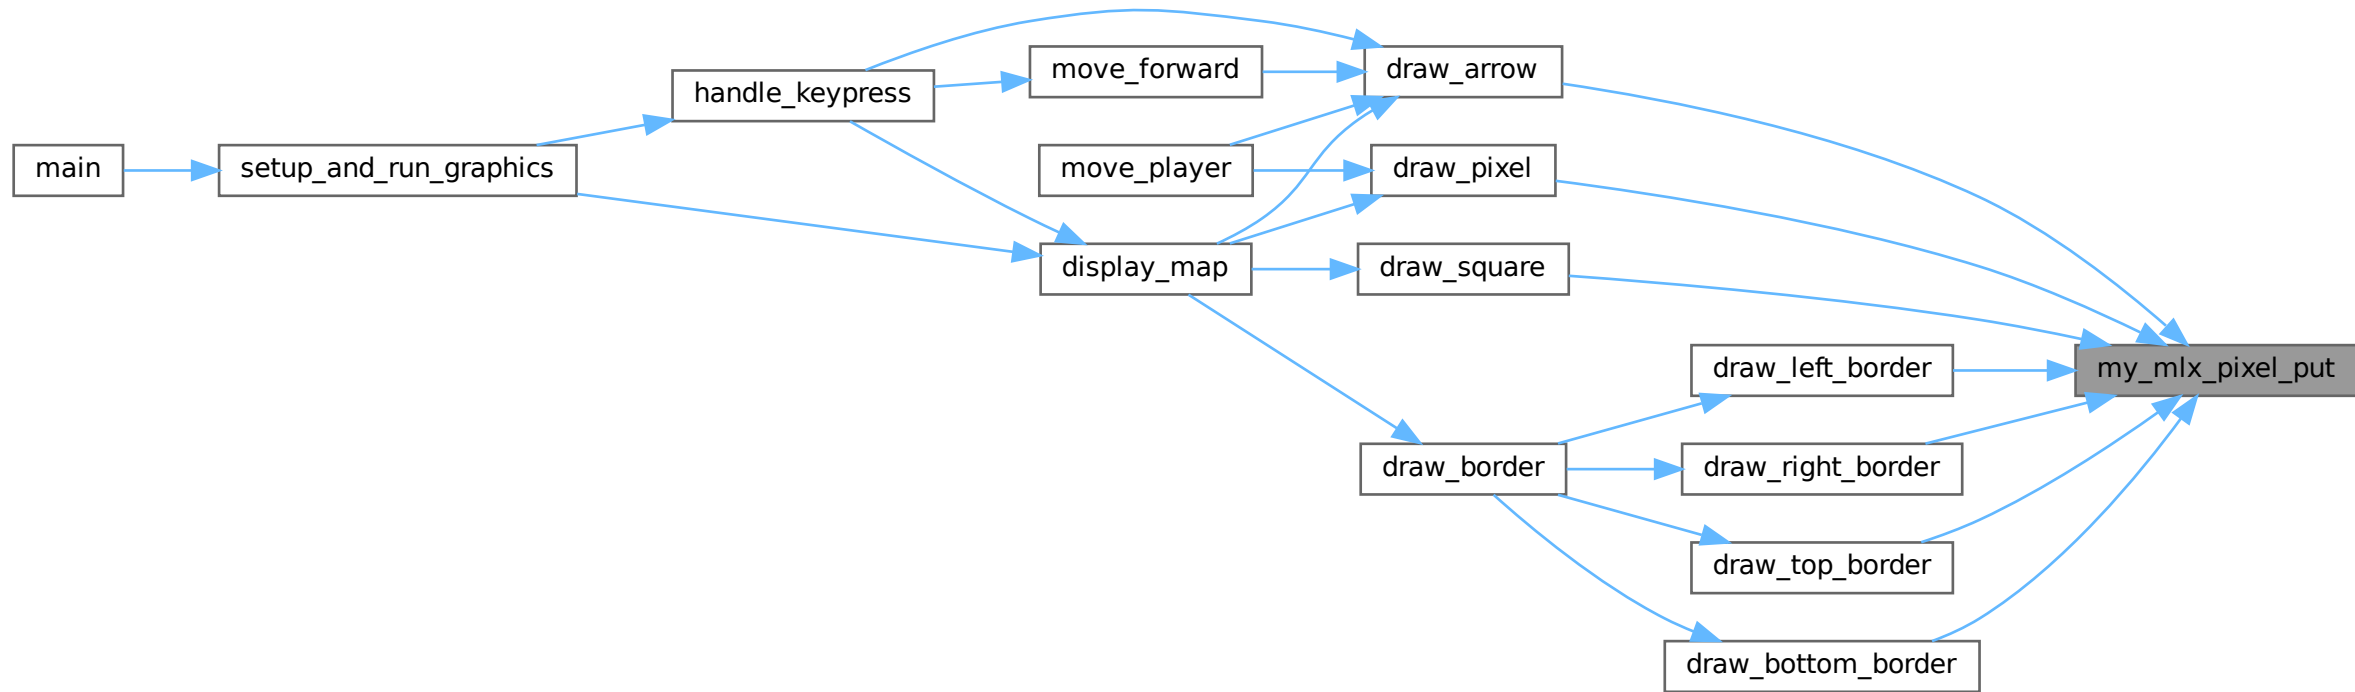 main
setup_and_run_graphics
handle_keypress
move_forward
move_player
display_map
draw_arrow
draw_pixel
draw_square
draw_border
draw_left_border
draw_right_border
draw_top_border
draw_bottom_border
my_mlx_pixel_put